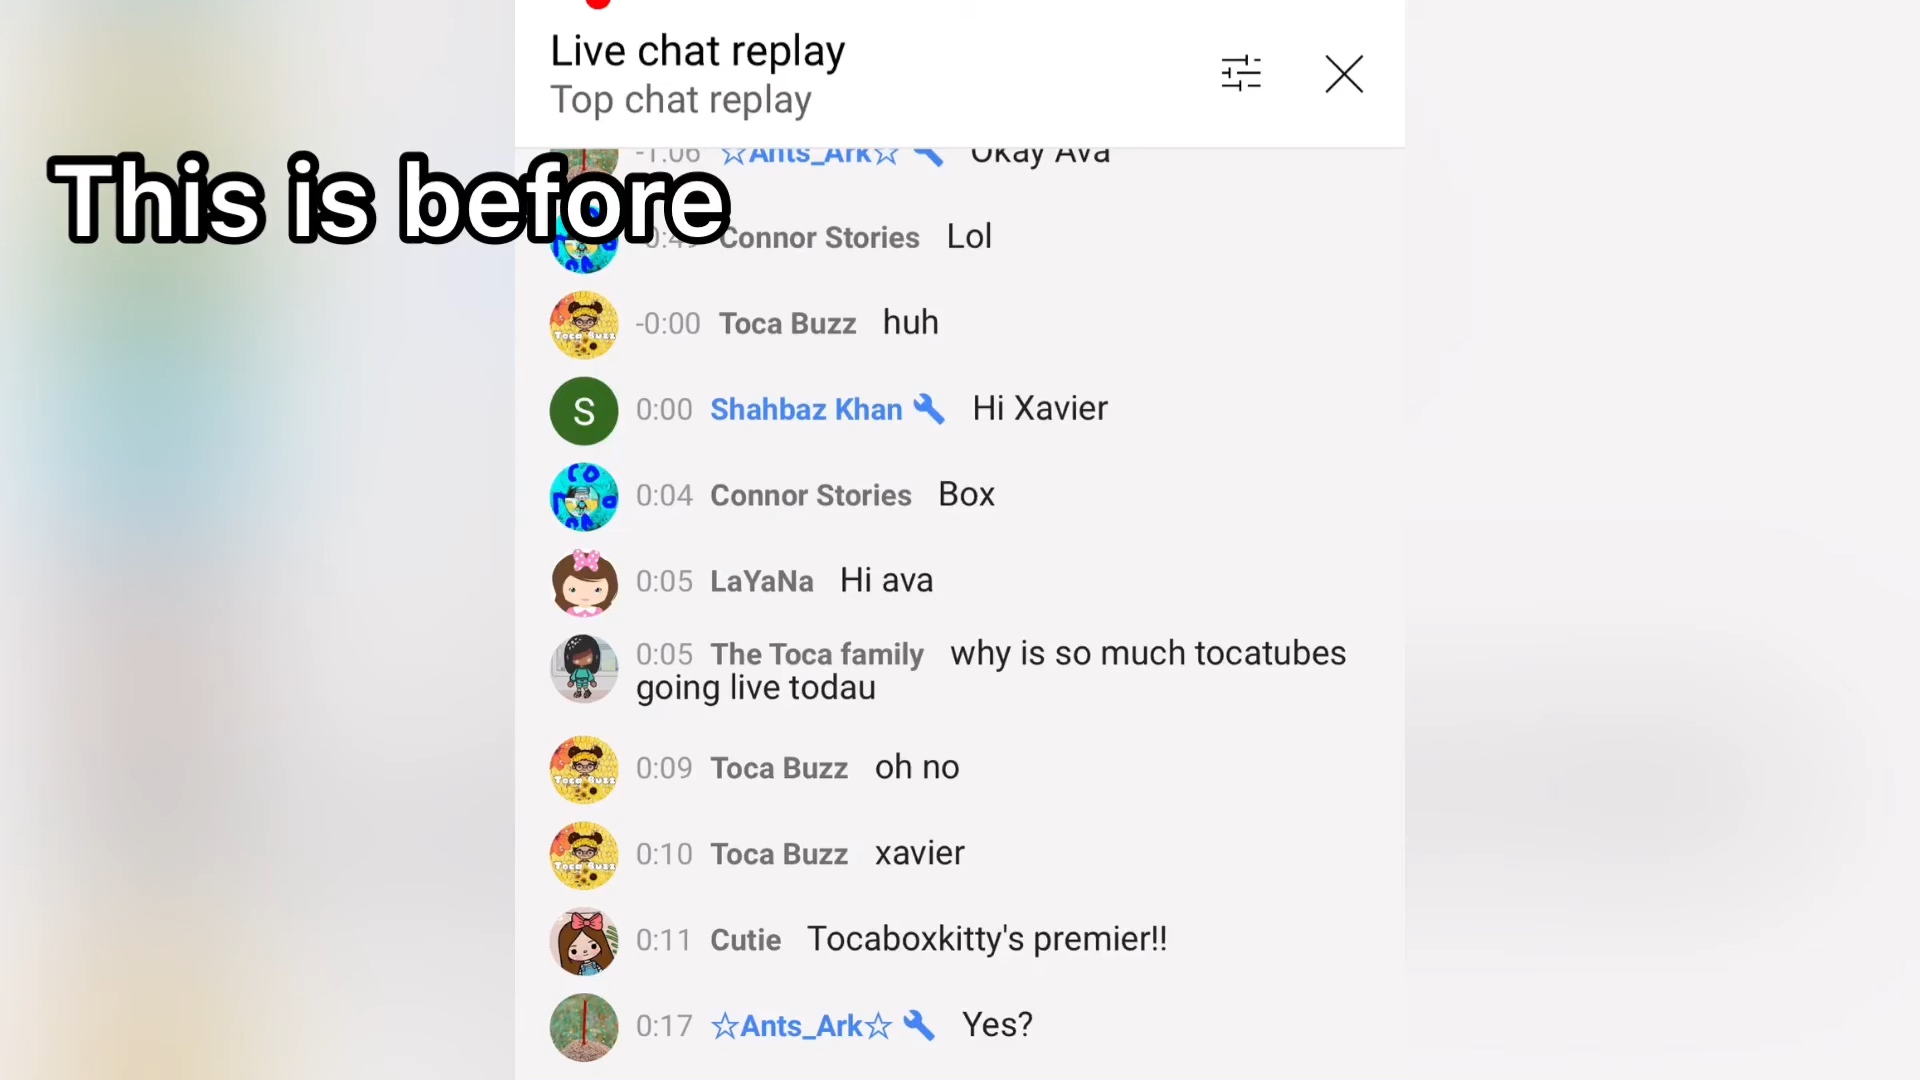 Live chat replay
Top chat replay
-1:06 ☆Ants_Ark☆ Okay Ava
This is before
Connor Stories Lol
-0:00 Toca Buzz huh
S 0:00 Shahbaz Khan Hi Xavier
0:04 Connor Stories Box
0:05 LaYaNa Hi ava
0:05 The Toca family why is so much tocatubes
going live todau
0:09 Toca Buzz oh no
0:10 Toca Buzz xavier
0:11 Cutie Tocaboxkitty's premier!!
0:17 ☆Ants_Ark☆ Yes?